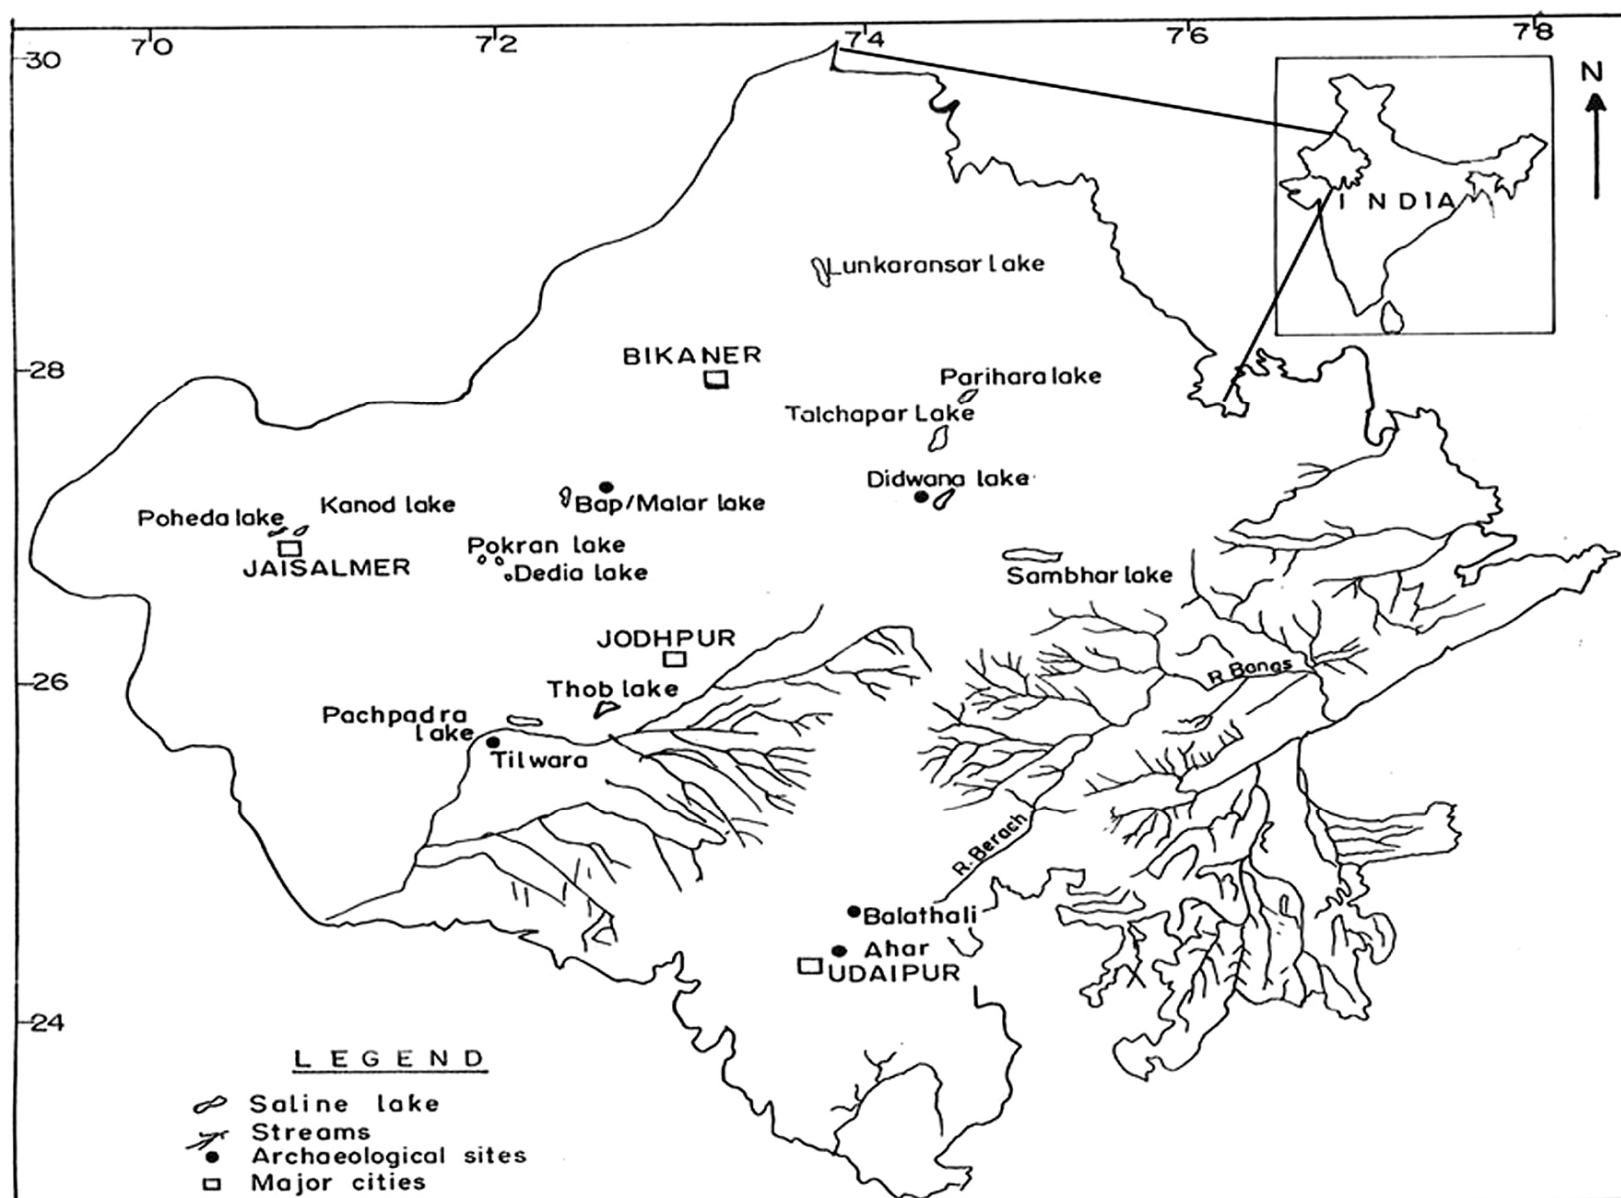 70 72 74 76 78
30
N
INDIA
Lunkaransar Lake
BIKANER
28
Parihara lake
Talchapar Lake
Didwana lake
Kanod lake
Bap/Malar lake
Poheda lake
Pokran lake
JAISALMER
Dedia lake
Sambhar lake
JODHPUR
R Banas
26
Thob lake
Pachpadra
lake
Tilwara
R. Berach
Balathali
Ahar
UDAIPUR
24
LEGEND
Saline lake
Streams
Archaeological sites
Major cities